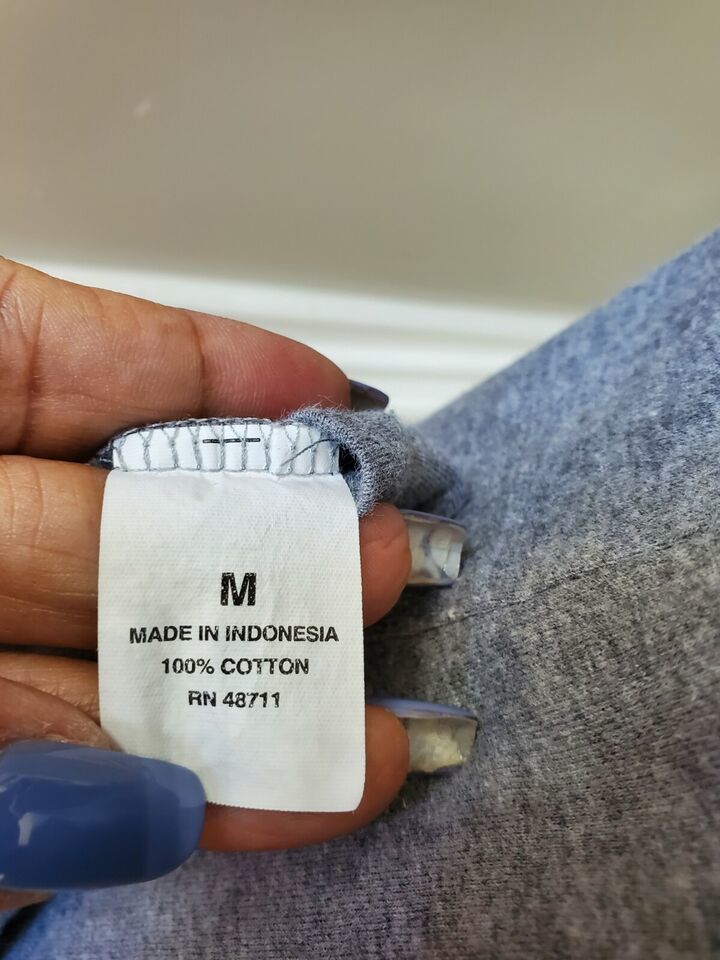 M
MADE IN INDONESIA
100% COTTON
RN 48711